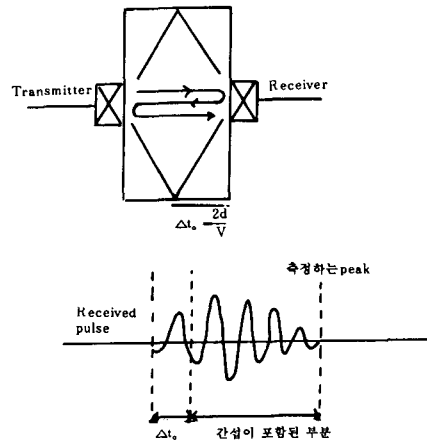 Transmitter
Receiver
Δt₀ = 2d/V
측정하는 peak
Received
pulse
Δt₀
간섭이 포함된 부분